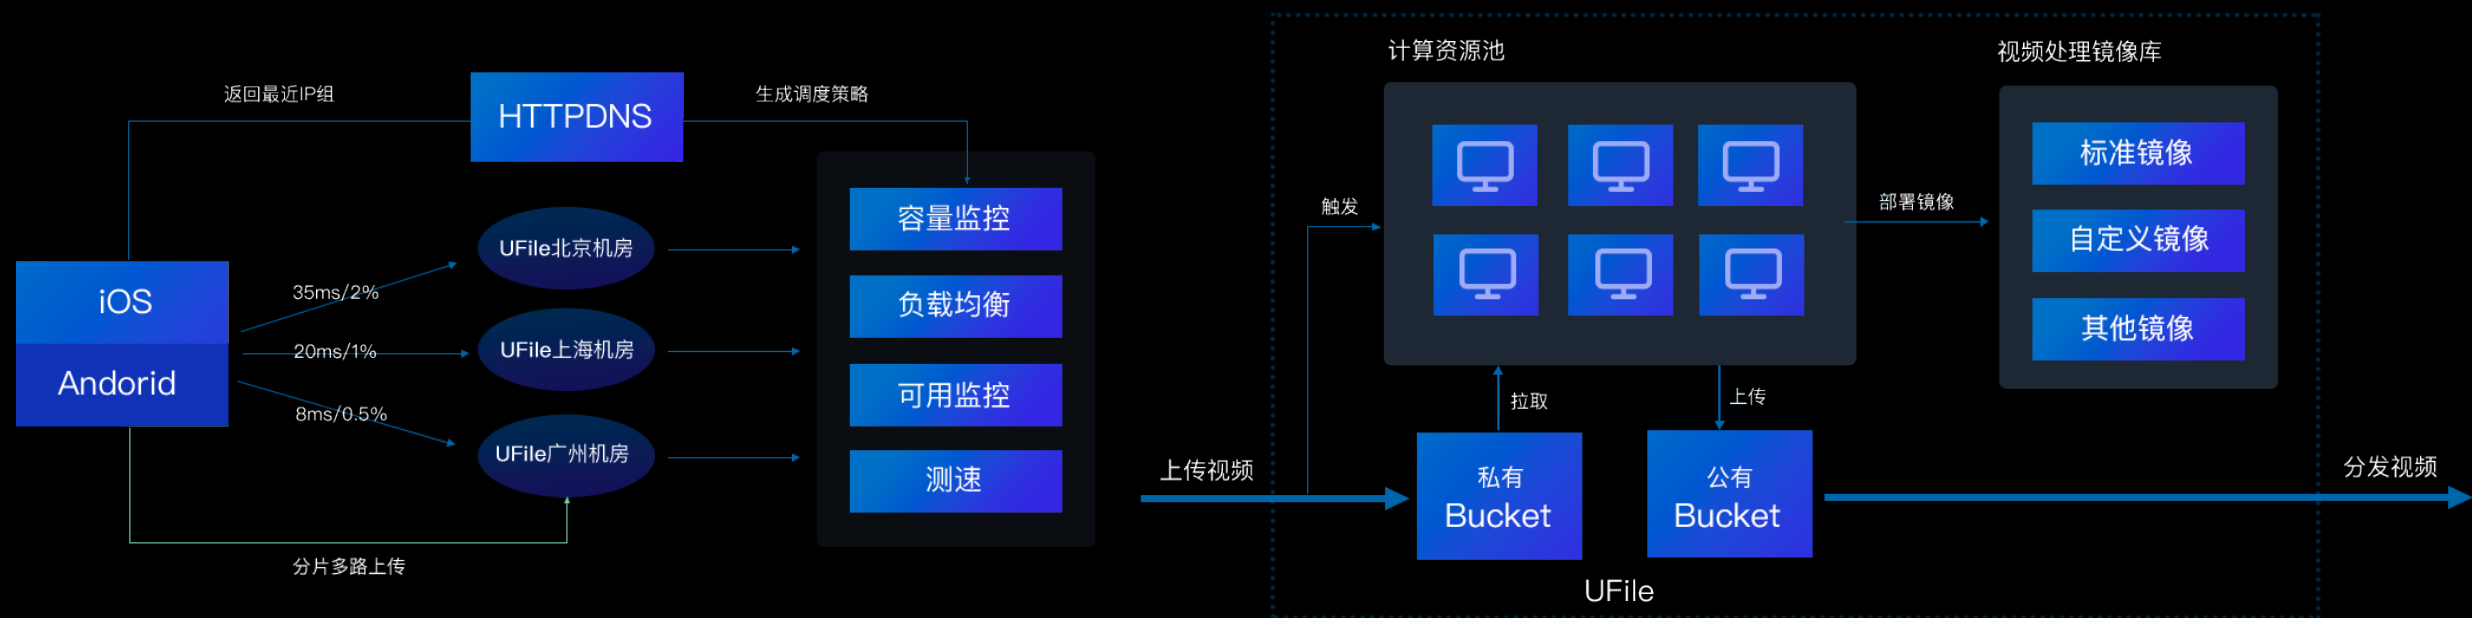 返回最近IP组
HTTPDNS
生成调度策略
iOS
Andorid
35ms/2%
20ms/1%
8ms/0.5%
UFile北京机房
UFile上海机房
UFile广州机房
分片多路上传
容量监控
负载均衡
可用监控
测速
上传视频
触发
计算资源池
拉取
上传
私有
Bucket
公有
Bucket
UFile
部署镜像
视频处理镜像库
标准镜像
自定义镜像
其他镜像
分发视频